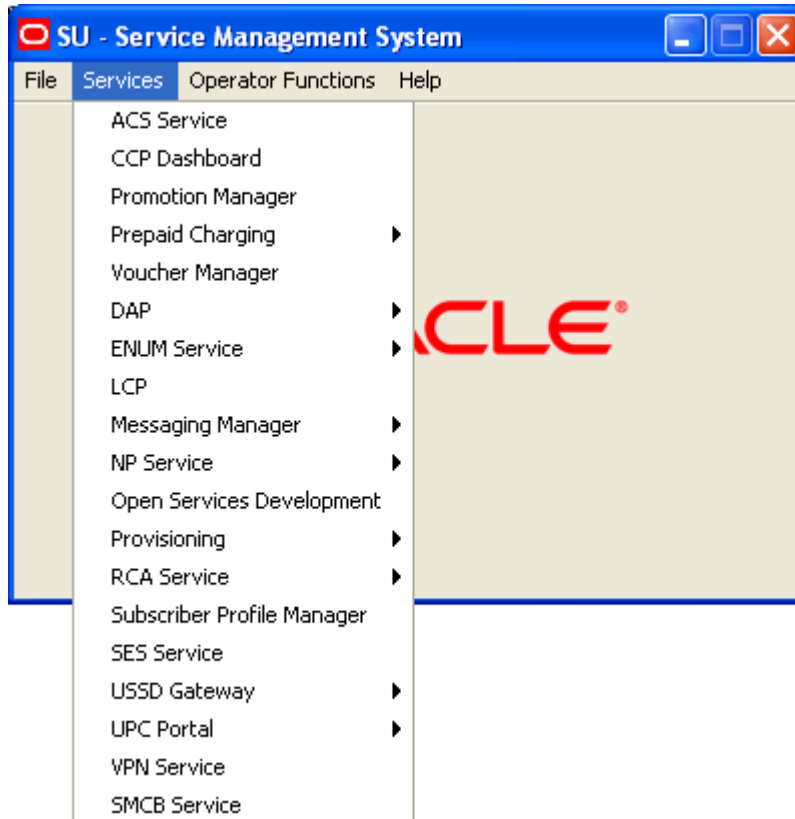 SU - Service Management System
File Services Operator Functions Help
ACS Service
CCP Dashboard
Promotion Manager
Prepaid Charging
Voucher Manager
DAP
ENUM Service
LCP
Messaging Manager
NP Service
Open Services Development
Provisioning
RCA Service
Subscriber Profile Manager
SES Service
USSD Gateway
UPC Portal
VPN Service
SMCB Service
CLE®